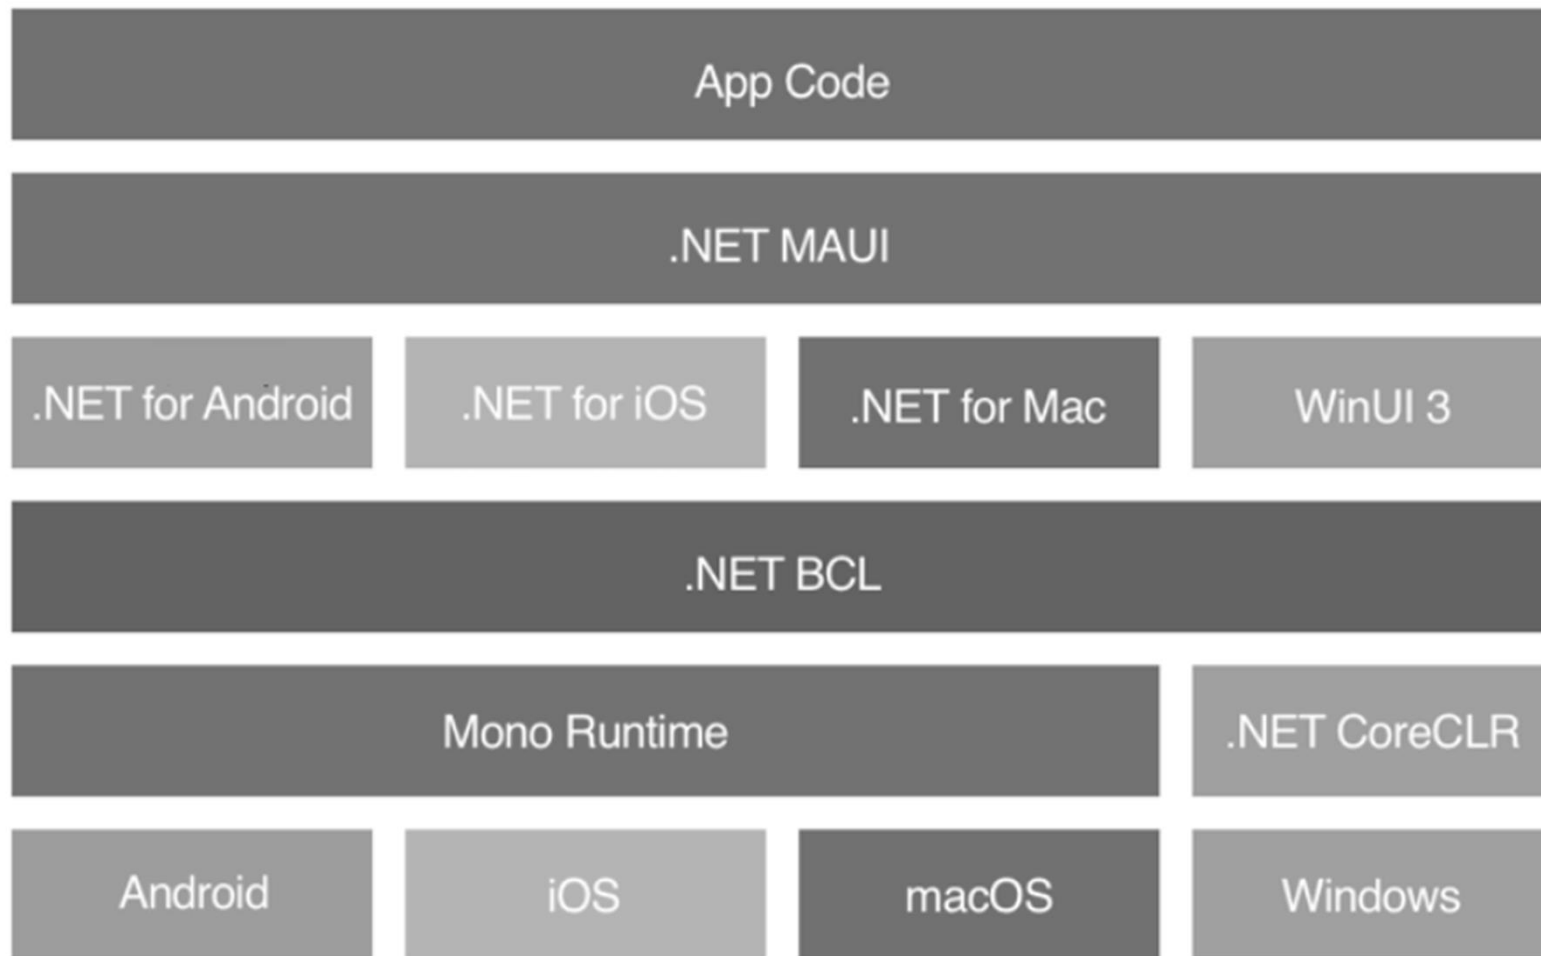 App Code
.NET MAUI
.NET for Android
.NET for iOS
.NET for Mac
WinUI 3
.NET BCL
Mono Runtime
.NET CoreCLR
Android
iOS
macOS
Windows